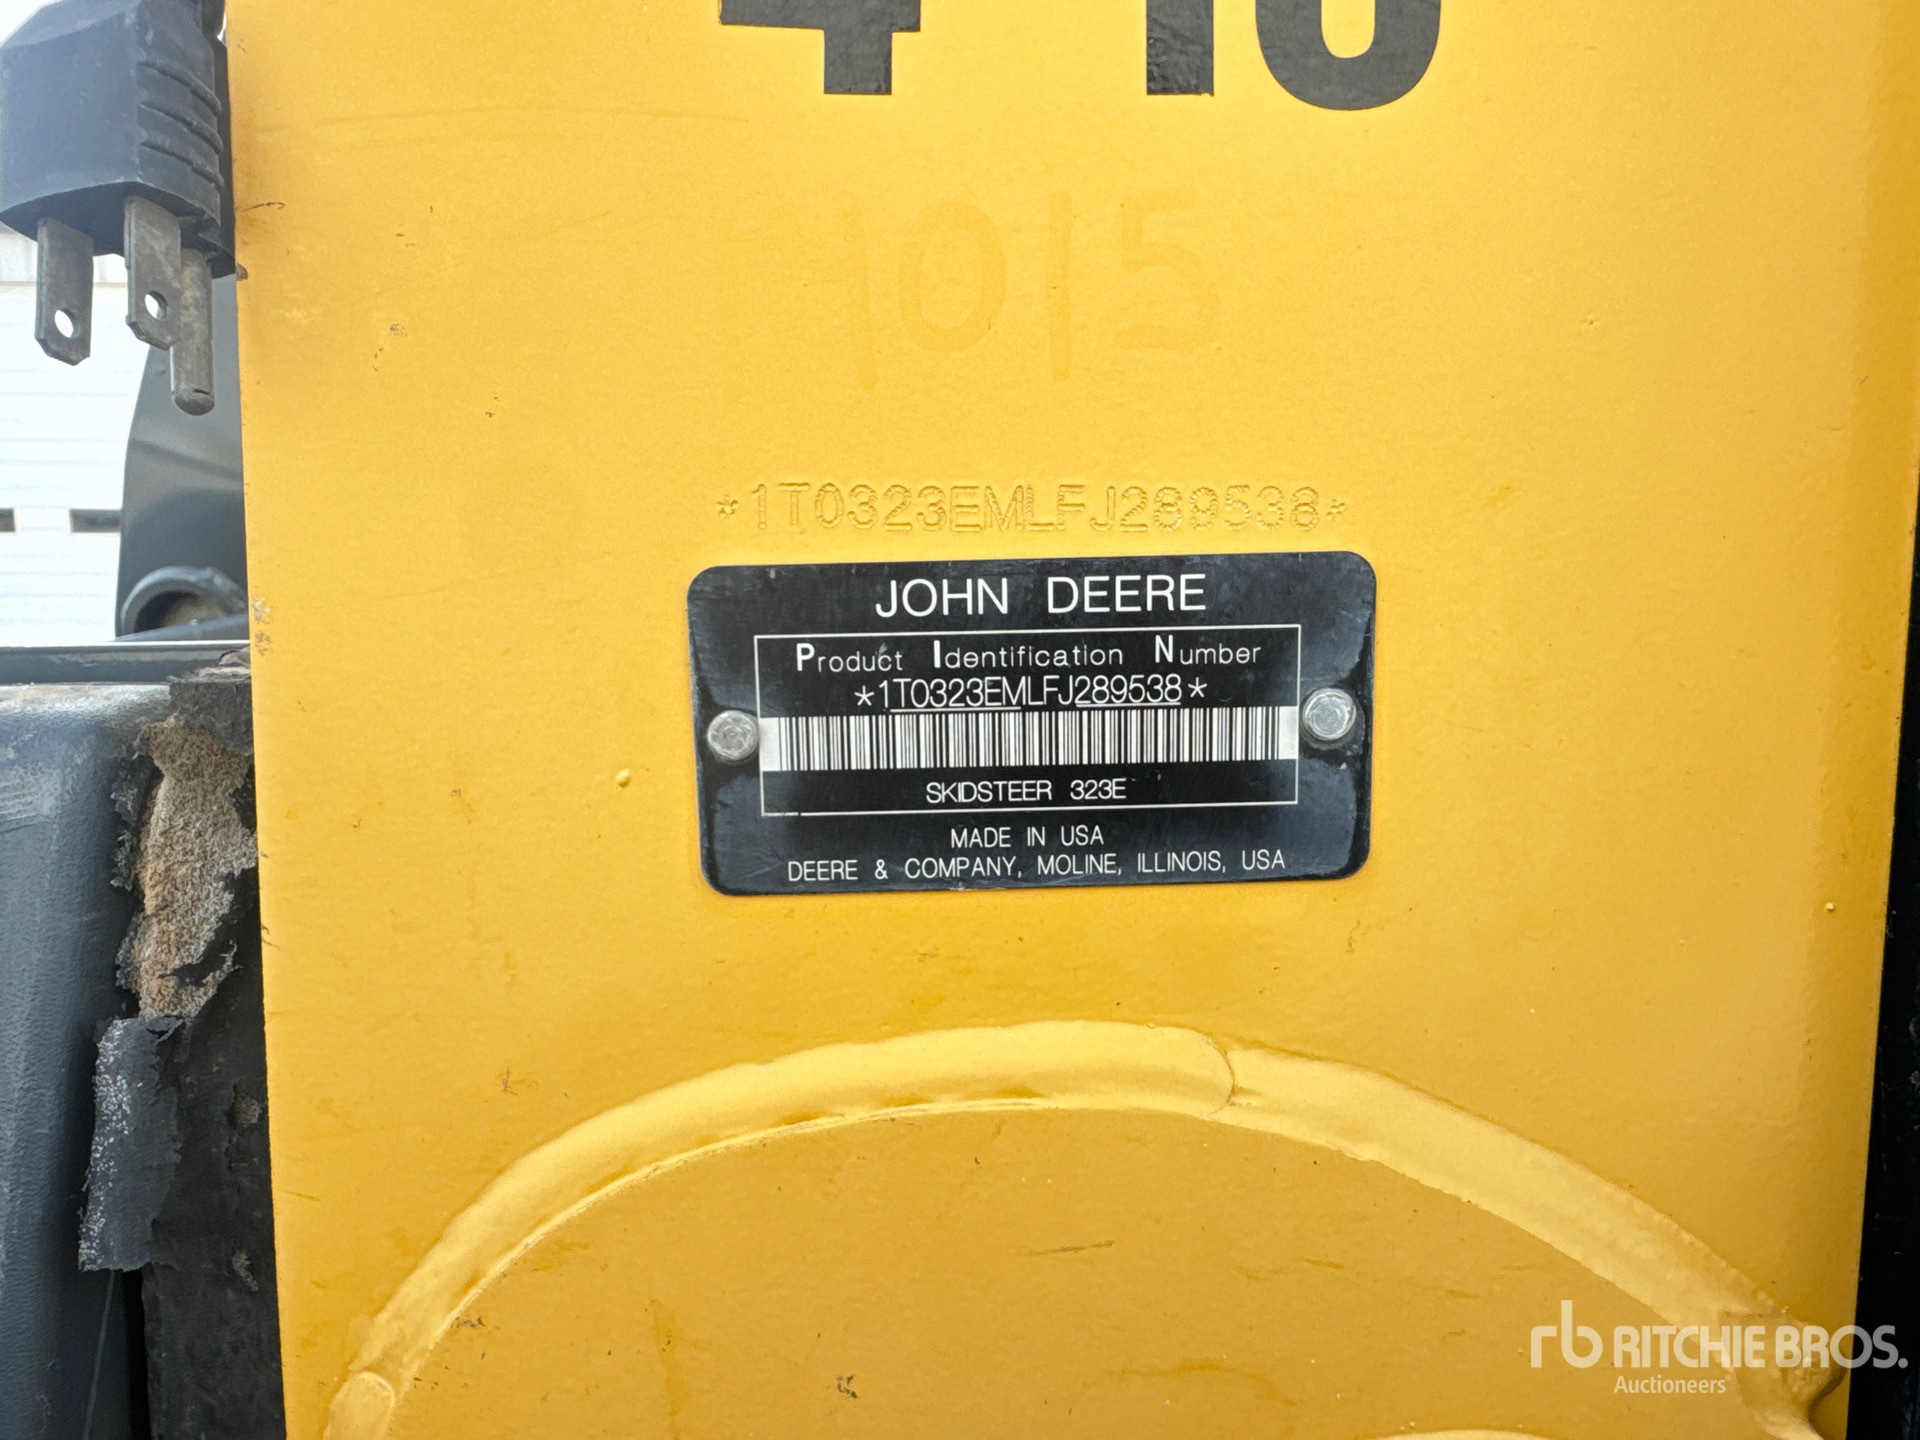 1015
*1T0323EMLFJ289538*
JOHN DEERE
Product Identification Number
*1T0323EMLFJ289538*
SKIDSTEER 323E
MADE IN USA
DEERE & COMPANY, MOLINE, ILLINOIS, USA
rb RITCHIE BROS.
Auctioneers